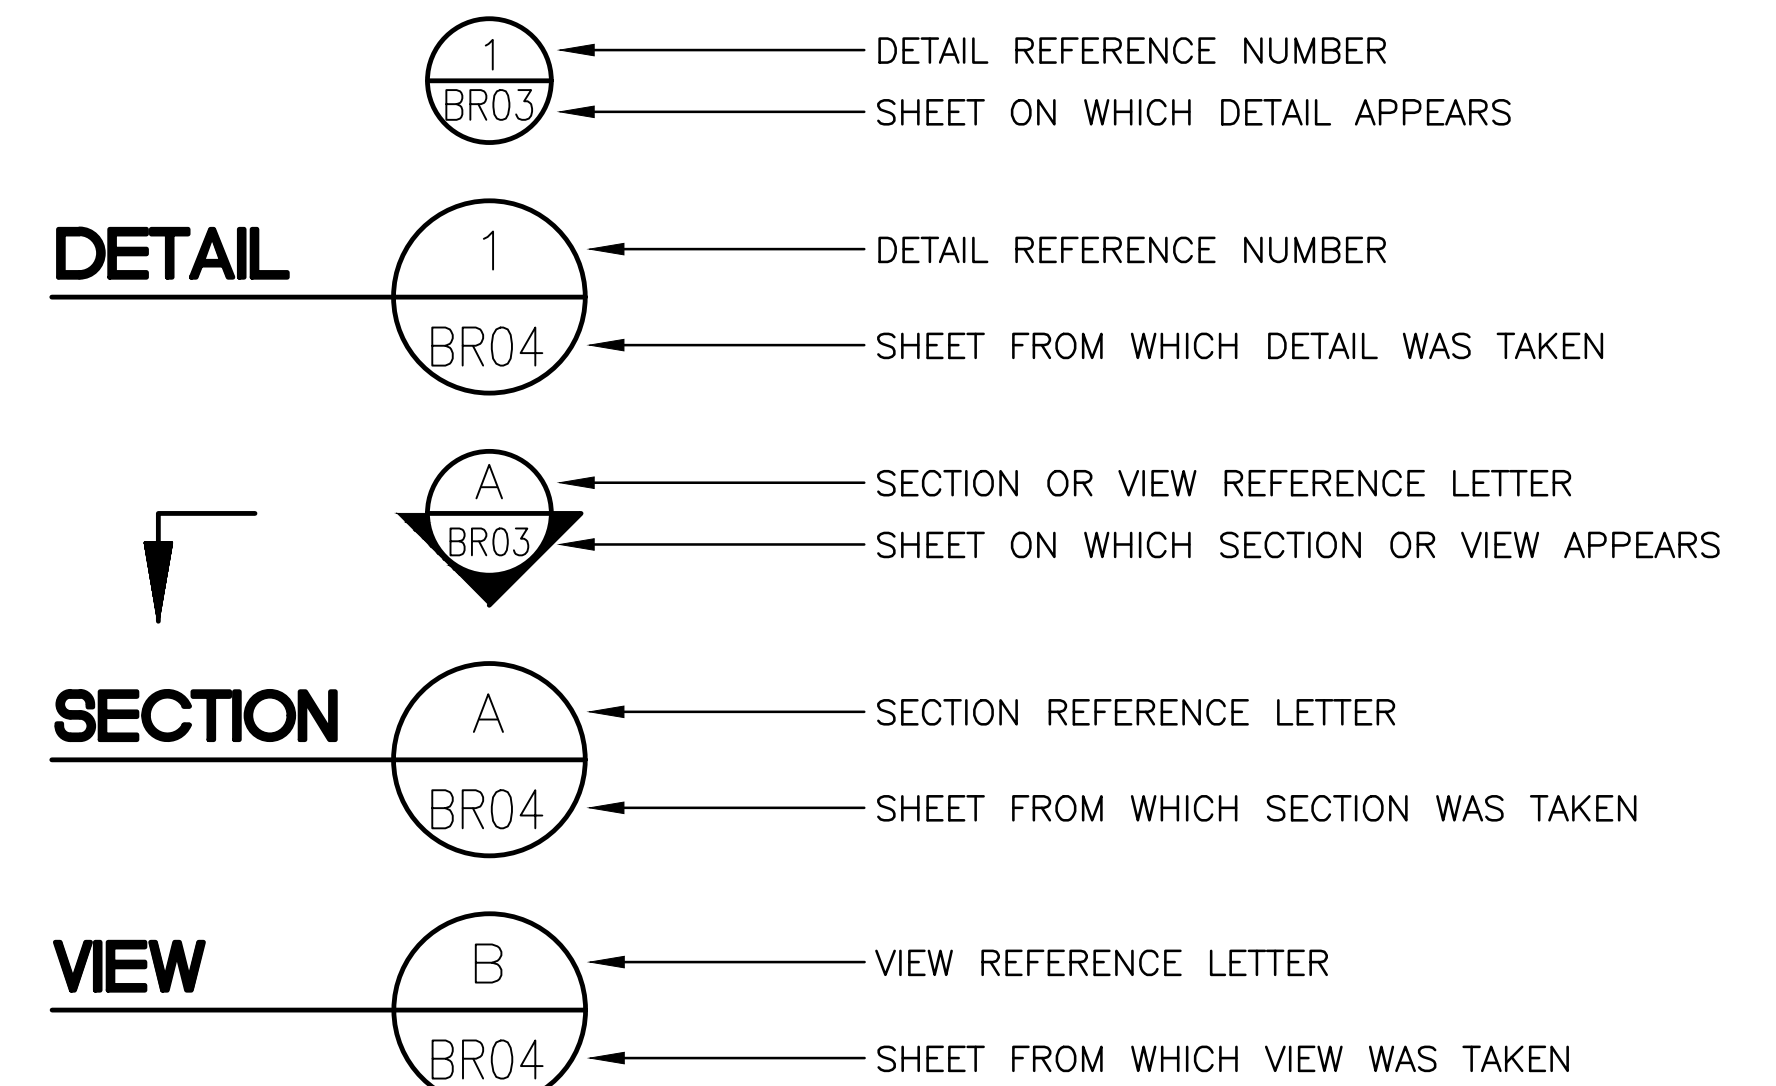 1
DETAIL REFERENCE NUMBER
BR03
SHEET ON WHICH DETAIL APPEARS
DETAIL
1
DETAIL REFERENCE NUMBER
BR04
SHEET FROM WHICH DETAIL WAS TAKEN
A
SECTION OR VIEW REFERENCE LETTER
BR03
SHEET ON WHICH SECTION OR VIEW APPEARS
SECTION
A
SECTION REFERENCE LETTER
BR04
SHEET FROM WHICH SECTION WAS TAKEN
VIEW
B
VIEW REFERENCE LETTER
BR04
SHEET FROM WHICH VIEW WAS TAKEN